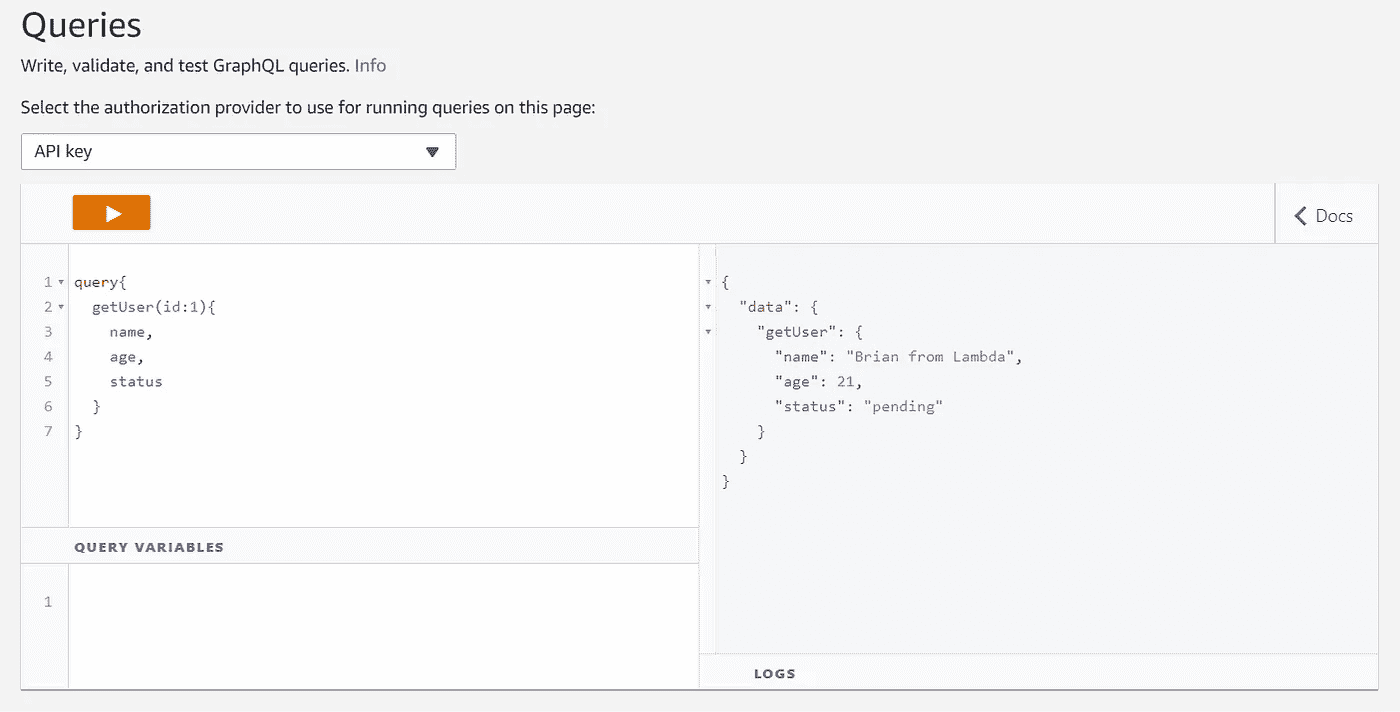 Queries
Write, validate, and test GraphQL queries. Info
Select the authorization provider to use for running queries on this page:
API key
Docs
1 query{
2 getUser(id:1){
3 name,
4 age,
5 status
6 }
7 }
QUERY VARIABLES
1
{
"data": {
"getUser": {
"name": "Brian from Lambda",
"age": 21,
"status": "pending"
}
}
}
LOGS